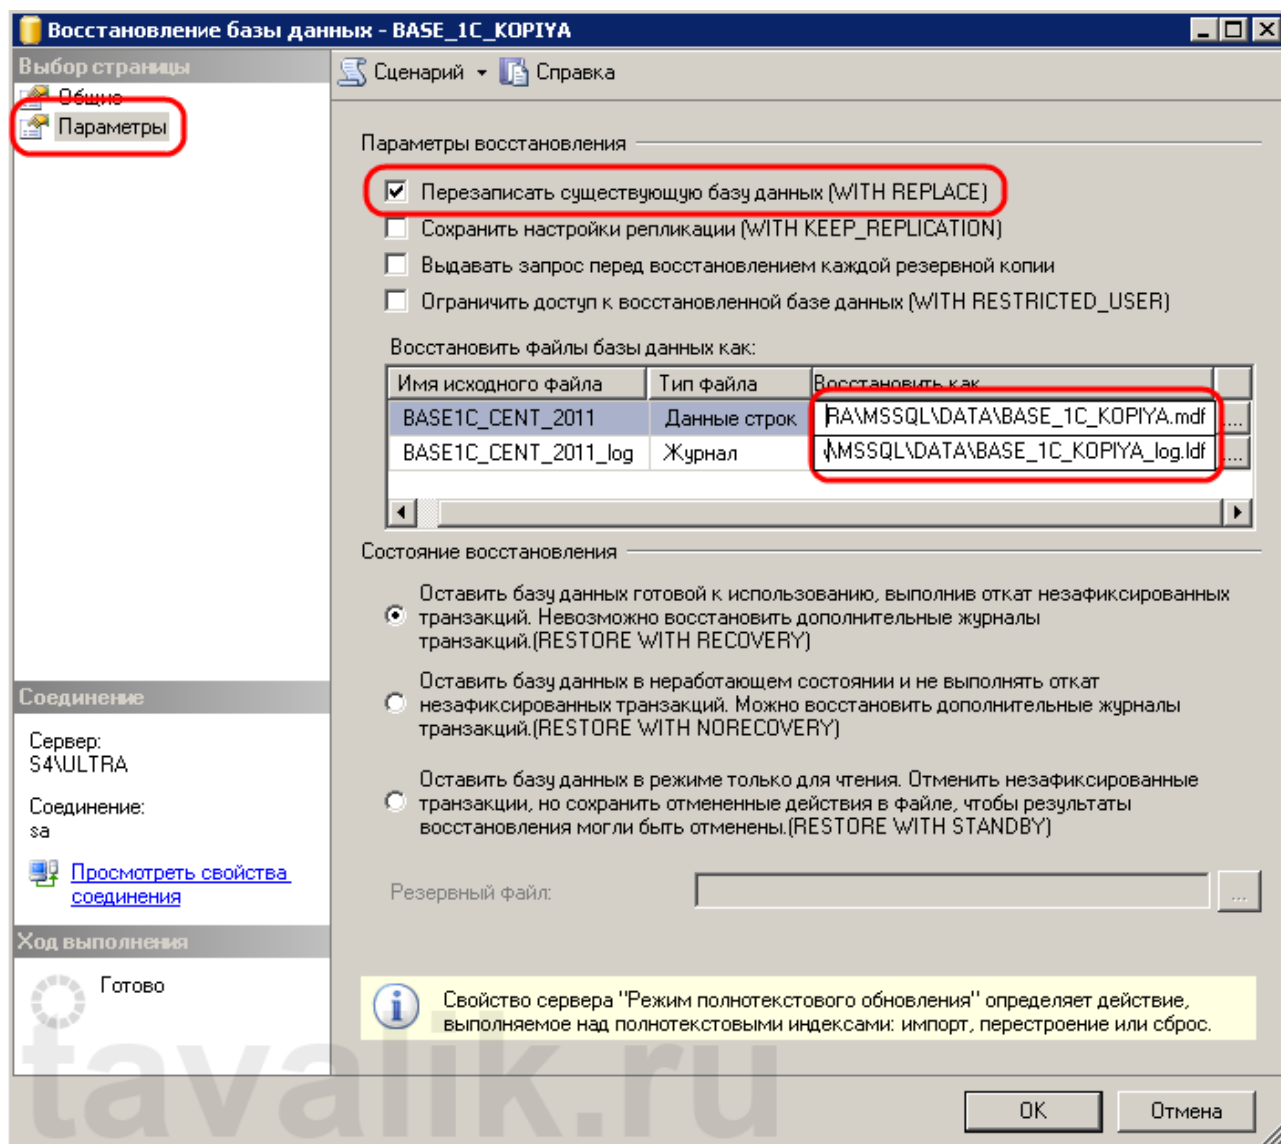 Восстановление базы данных - BASE_1C_KOPIYA
Выбор страницы
Общие
Параметры
Сценарий
Справка
Параметры восстановления
Перезаписать существующую базу данных (WITH REPLACE)
Сохранить настройки репликации (WITH KEEP_REPLICATION)
Выдавать запрос перед восстановлением каждой резервной копии
Ограничить доступ к восстановленной базе данных (WITH RESTRICTED_USER)
Восстановить файлы базы данных как:
Имя исходного файла Тип файла Восстановить как
BASE1C_CENT_2011 Данные строк RA\MSSQL\DATA\BASE_1C_KOPIYA.mdf ...
BASE1C_CENT_2011_log Журнал \MSSQL\DATA\BASE_1C_KOPIYA_log.ldf ...
Состояние восстановления
Оставить базу данных готовой к использованию, выполнив откат незафиксированных
транзакций. Невозможно восстановить дополнительные журналы
транзакций.(RESTORE WITH RECOVERY)
Оставить базу данных в неработающем состоянии и не выполнять откат
незафиксированных транзакций. Можно восстановить дополнительные журналы
транзакций.(RESTORE WITH NORECOVERY)
Оставить базу данных в режиме только для чтения. Отменить незафиксированные
транзакции, но сохранить отмененные действия в файле, чтобы результаты
восстановления могли быть отменены.(RESTORE WITH STANDBY)
Резервный файл: ...
Соединение
Сервер:
S4\ULTRA
Соединение:
sa
Просмотреть свойства
соединения
Ход выполнения
Готово
Свойство сервера "Режим полнотекстового обновления" определяет действие,
выполняемое над полнотекстовыми индексами: импорт, перестроение или сброс.
tavalik.ru
OK Отмена